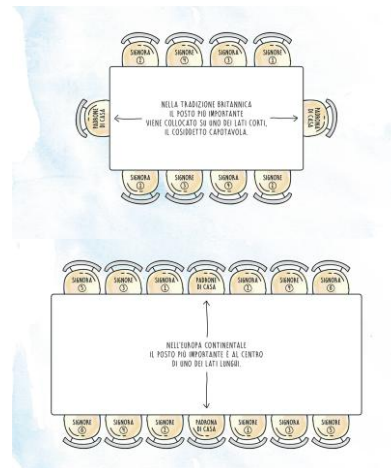 SIGNORA
SIGNORE
SIGNORA
SIGNORE
PADRONE
DI CASA
NELLA TRADIZIONE BRITANNICA
IL POSTO PIÙ IMPORTANTE
VIENE COLLOCATO SU UNO DEI LATI CORTI,
IL COSIDDETTO CAPOTAVOLA.
PADRONA
DI CASA
SIGNORA
SIGNORE
SIGNORA
SIGNORE
SIGNORA
SIGNORE
SIGNORA
PADRONE
DI CASA
SIGNORA
SIGNORE
SIGNORA
NELL'EUROPA CONTINENTALE
IL POSTO PIÙ IMPORTANTE È AL CENTRO
DI UNO DEI LATI LUNGHI.
SIGNORE
SIGNORA
SIGNORE
PADRONA
DI CASA
SIGNORE
SIGNORA
SIGNORE